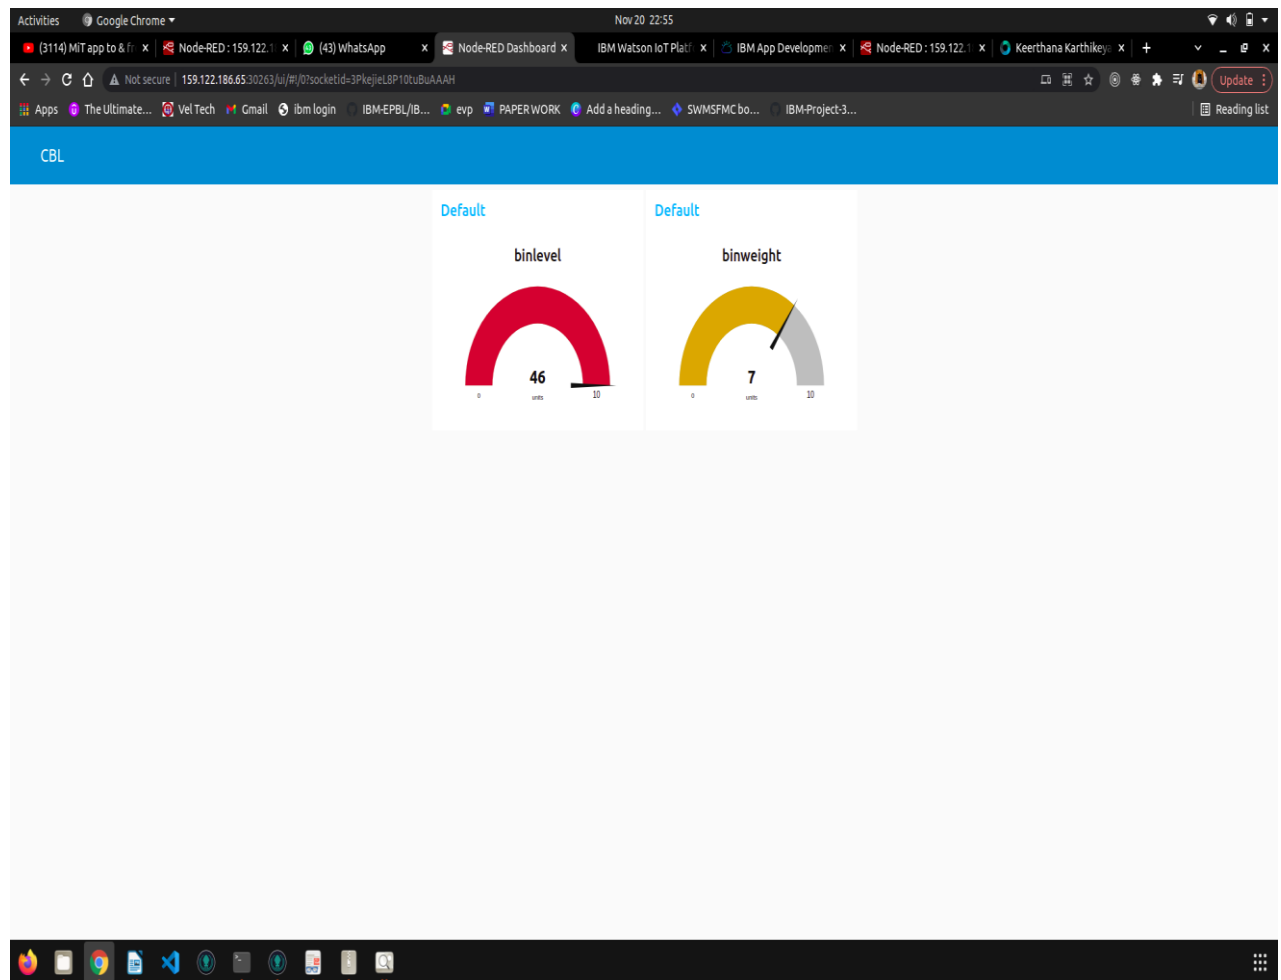 Activities Google Chrome Nov 20 22:55
(3114) MiT app to & fr Node-RED : 159.122.1 (43) WhatsApp Node-RED Dashboard IBM Watson IoT Platf IBM App Developmen Node-RED : 159.122.1 Keerthana Karthikeya
Not secure 159.122.186.65:30263/ui/#!/0?socketid=3PkejieL8P10tuBuAAAH Update
Apps The Ultimate... Vel Tech Gmail ibm login IBM-EPBL/IB... evp PAPER WORK Add a heading... SWMSFMC bo... IBM-Project-3... Reading list
CBL
Default Default
binlevel binweight
46 7
0 units 10 0 units 10